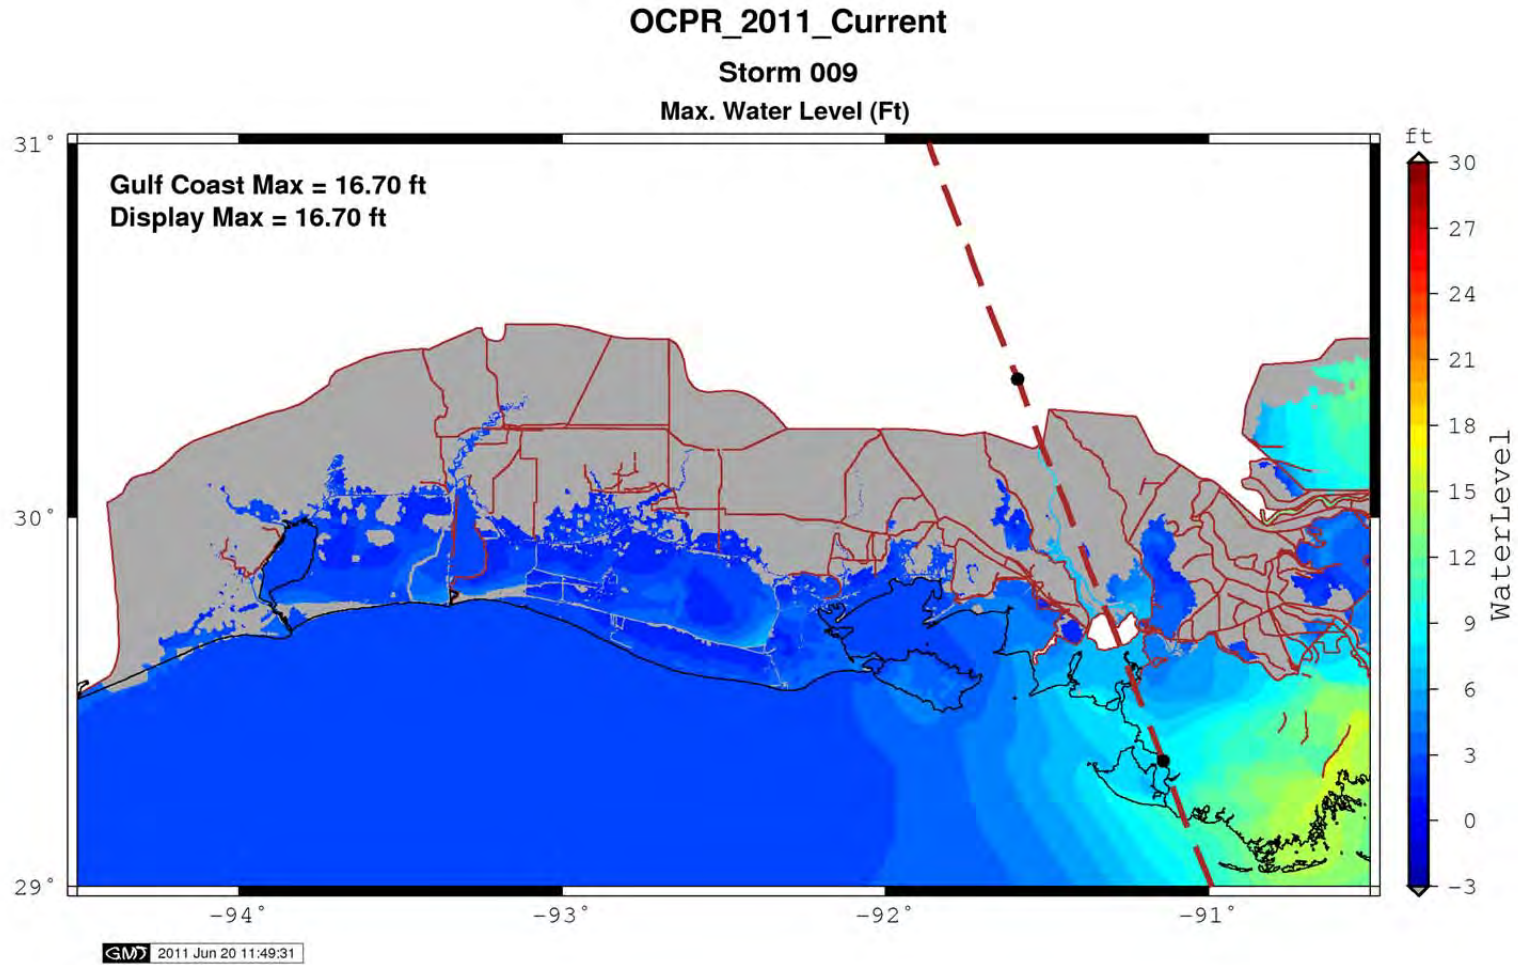 OCPR_2011_Current
Storm 009
Max. Water Level (Ft)
Gulf Coast Max = 16.70 ft
Display Max = 16.70 ft
31°
30°
29°
-94°
-93°
-92°
-91°
ft
30
27
24
21
18
15
12
9
6
3
0
-3
WaterLevel
GMT 2011 Jun 20 11:49:31